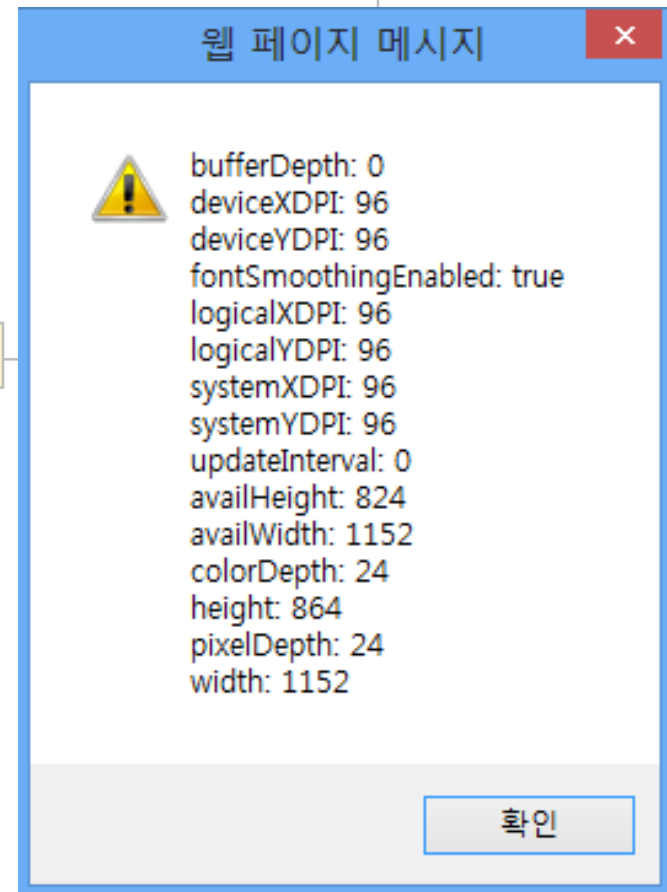 웹 페이지 메시지
bufferDepth: 0
deviceXDPI: 96
deviceYDPI: 96
fontSmoothingEnabled: true
logicalXDPI: 96
logicalYDPI: 96
systemXDPI: 96
systemYDPI: 96
updateInterval: 0
availHeight: 824
availWidth: 1152
colorDepth: 24
height: 864
pixelDepth: 24
width: 1152
확인